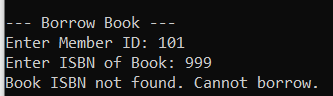 --- Borrow Book ---
Enter Member ID: 101
Enter ISBN of Book: 999
Book ISBN not found. Cannot borrow.